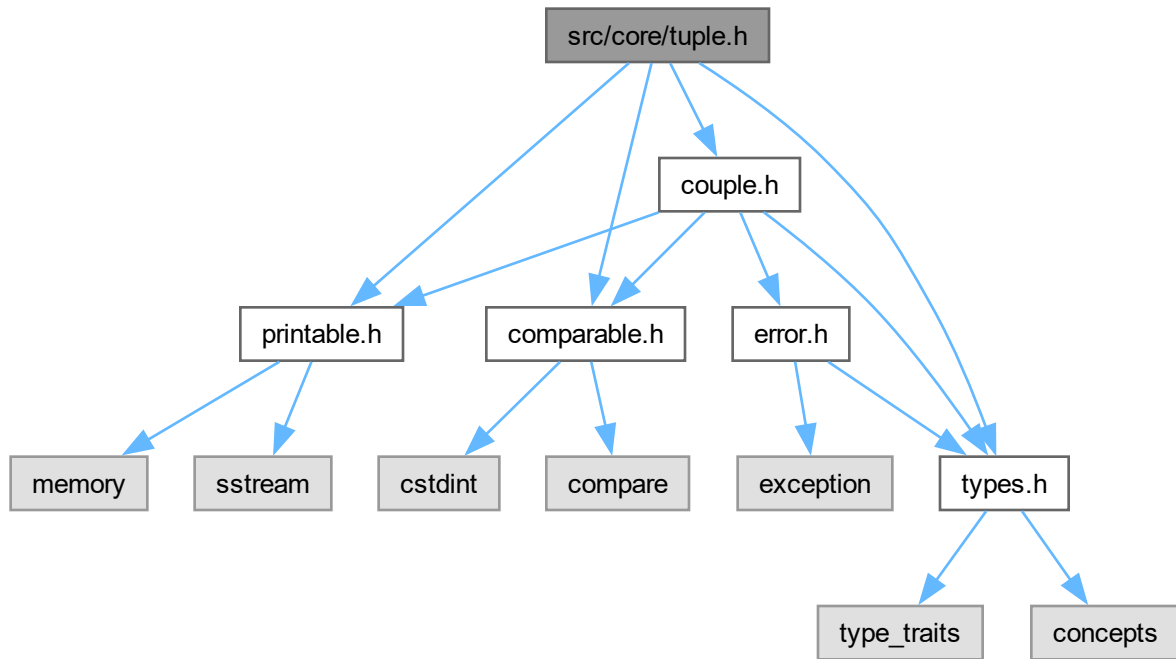 src/core/tuple.h
couple.h
printable.h
comparable.h
error.h
memory
sstream
cstdint
compare
exception
types.h
type_traits
concepts